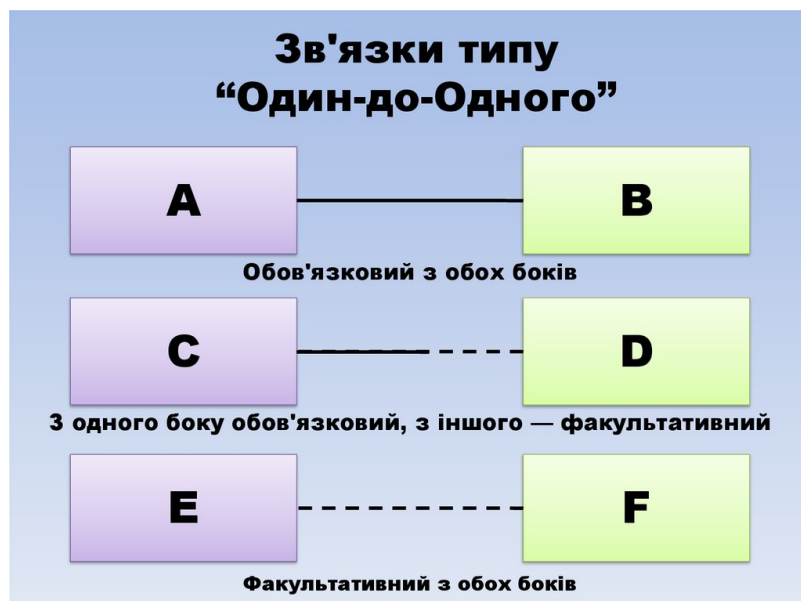 Зв'язки типу
“Один-до-Одного”
A B
Обов'язковий з обох боків
C D
З одного боку обов'язковий, з іншого — факультативний
E F
Факультативний з обох боків